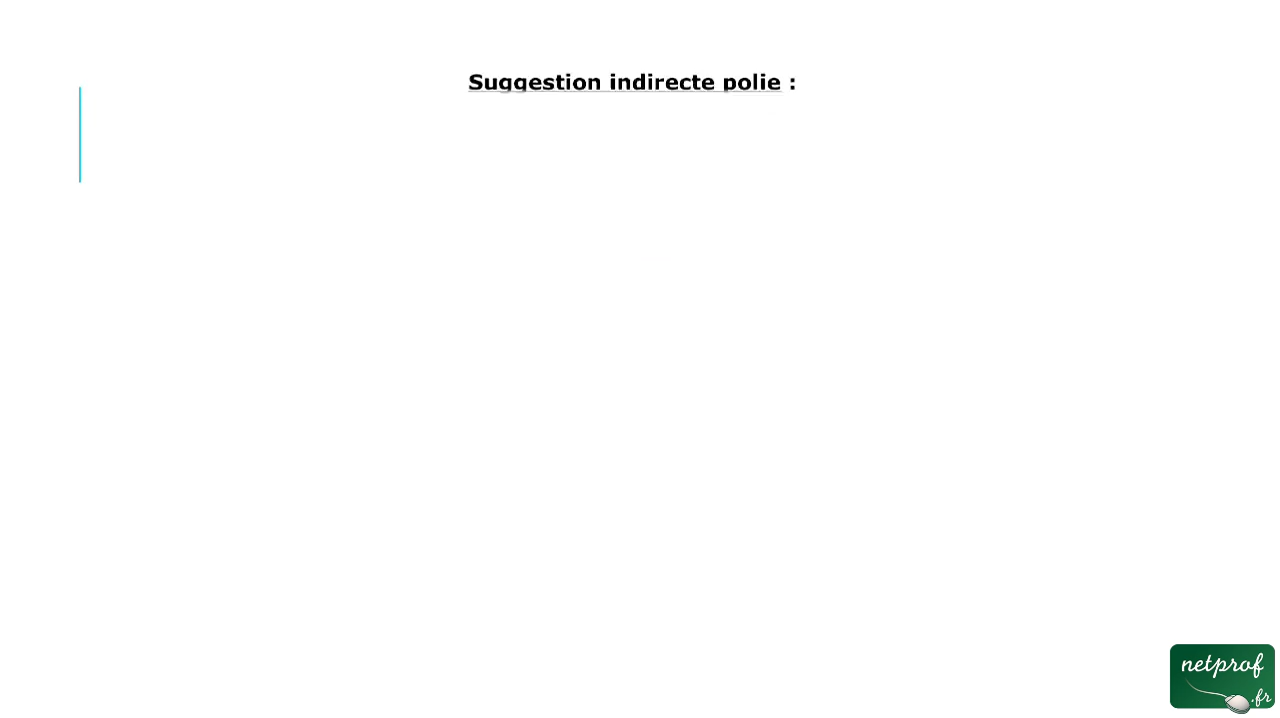 Suggestion indirecte polie :
netprof
.fr